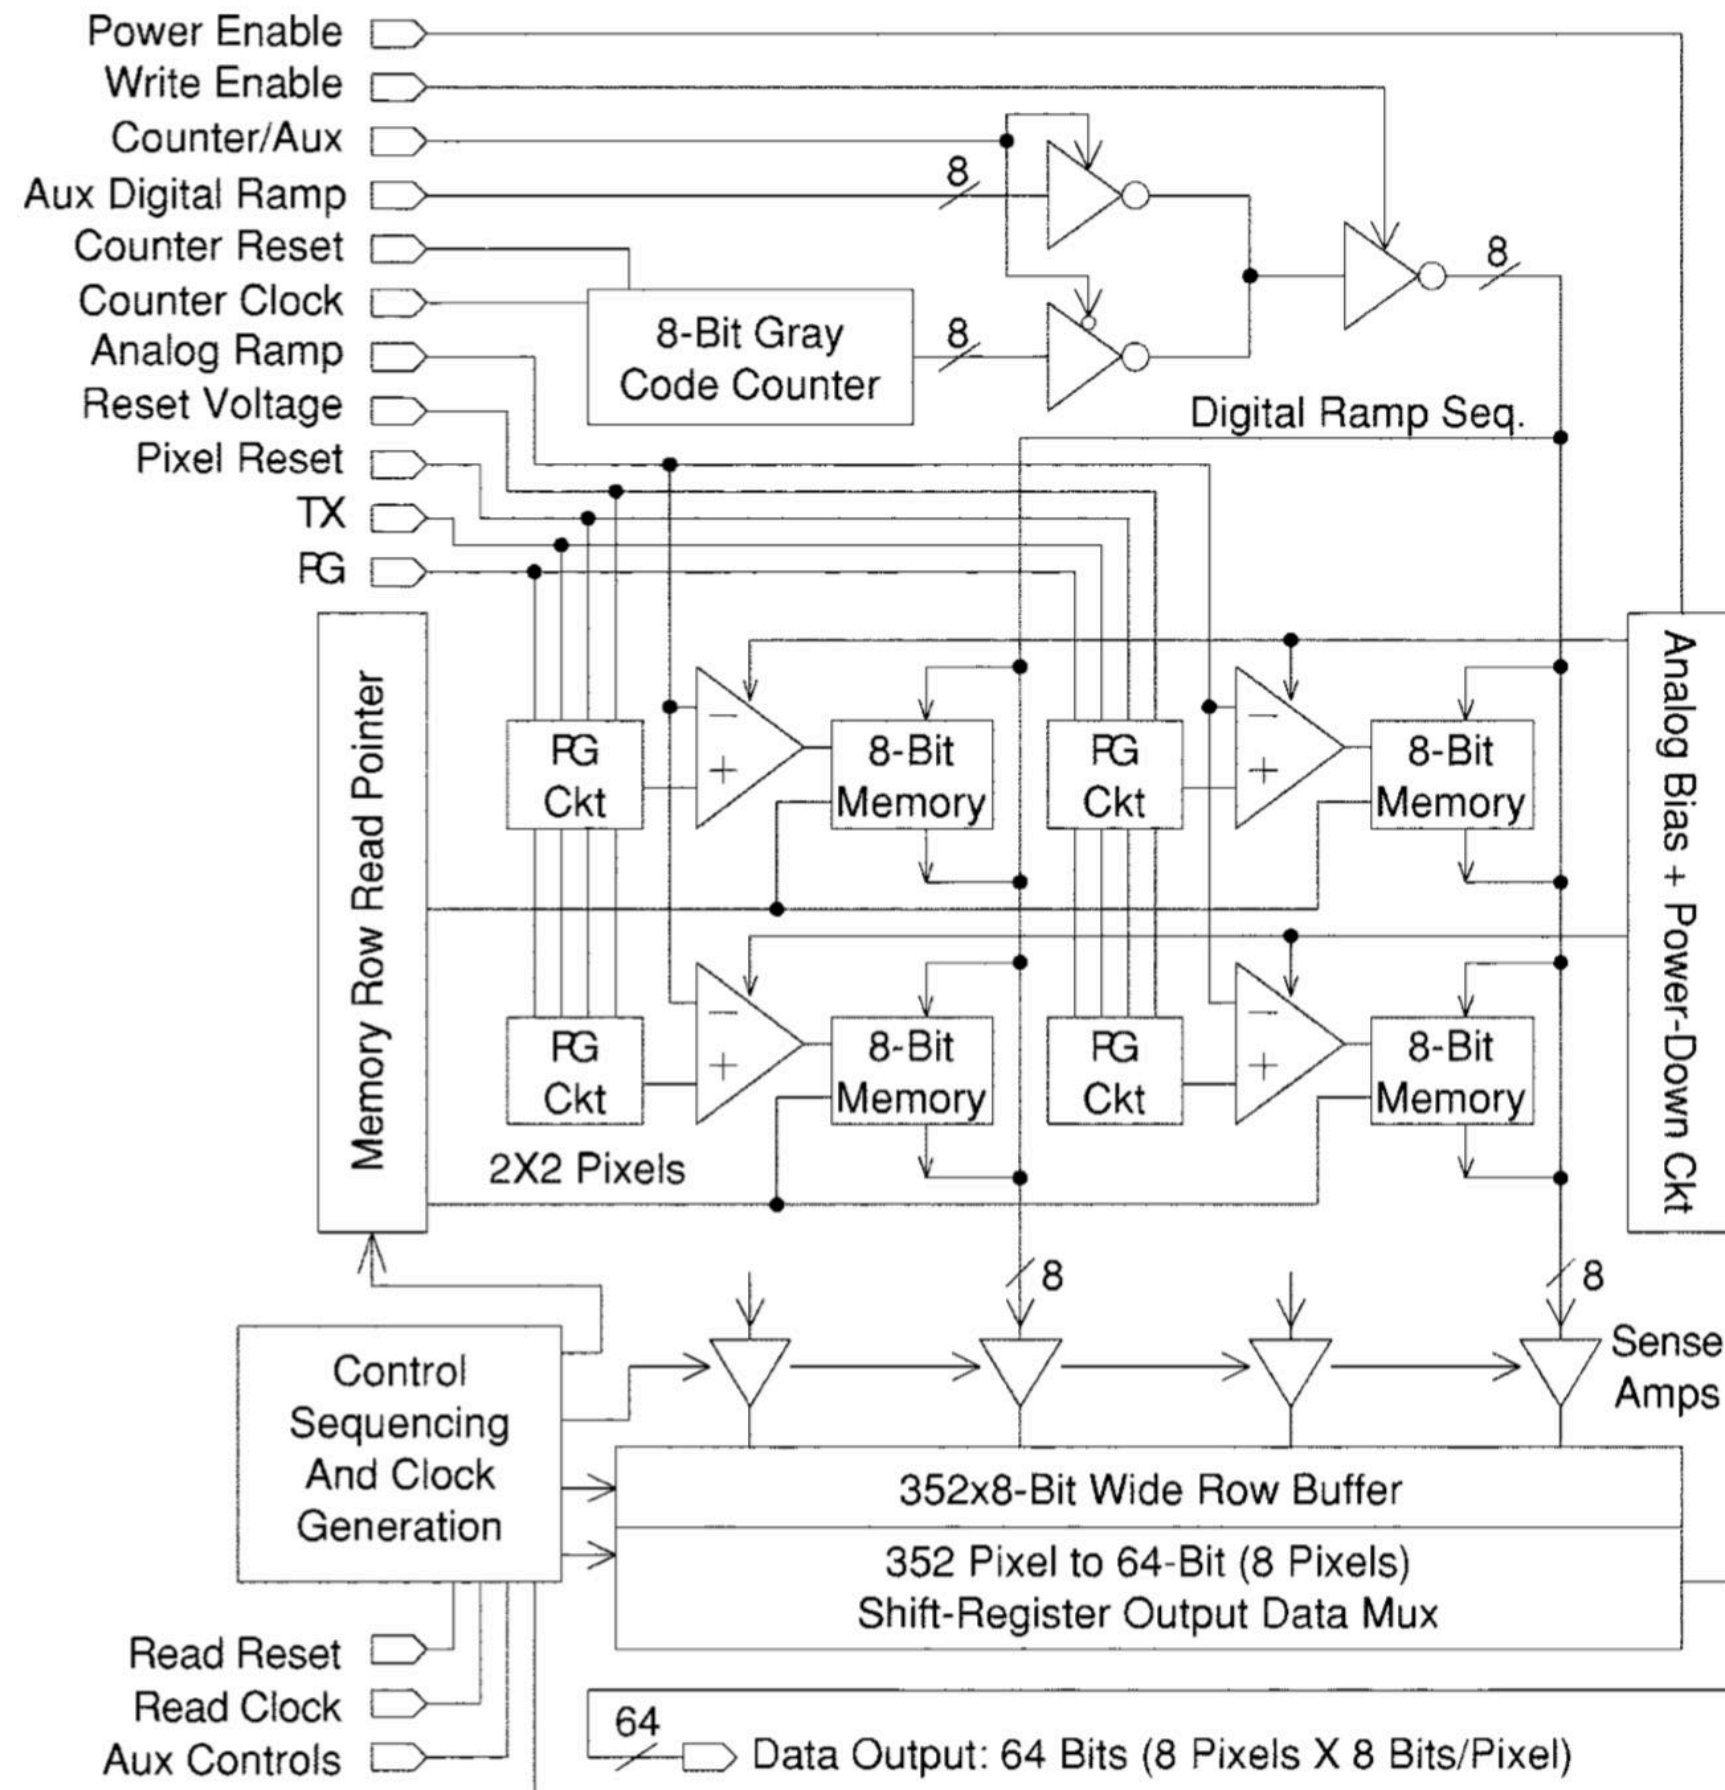 Power Enable
Write Enable
Counter/Aux
Aux Digital Ramp
8
Counter Reset
8
Counter Clock
Analog Ramp
8-Bit Gray
Code Counter
8
Reset Voltage
Digital Ramp Seq.
Pixel Reset
TX
PG
Memory Row Read Pointer
Analog Bias + Power-Down Ckt
PG
Ckt
−
+
8-Bit
Memory
PG
Ckt
−
+
8-Bit
Memory
PG
Ckt
−
+
8-Bit
Memory
PG
Ckt
−
+
8-Bit
Memory
2X2 Pixels
8
8
Sense
Amps
Control
Sequencing
And Clock
Generation
352x8-Bit Wide Row Buffer
352 Pixel to 64-Bit (8 Pixels)
Shift-Register Output Data Mux
Read Reset
Read Clock
Aux Controls
64
Data Output: 64 Bits (8 Pixels X 8 Bits/Pixel)